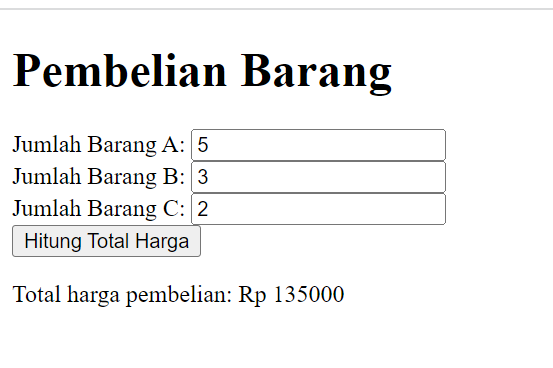 Pembelian Barang
Jumlah Barang A: 5
Jumlah Barang B: 3
Jumlah Barang C: 2
Hitung Total Harga
Total harga pembelian: Rp 135000